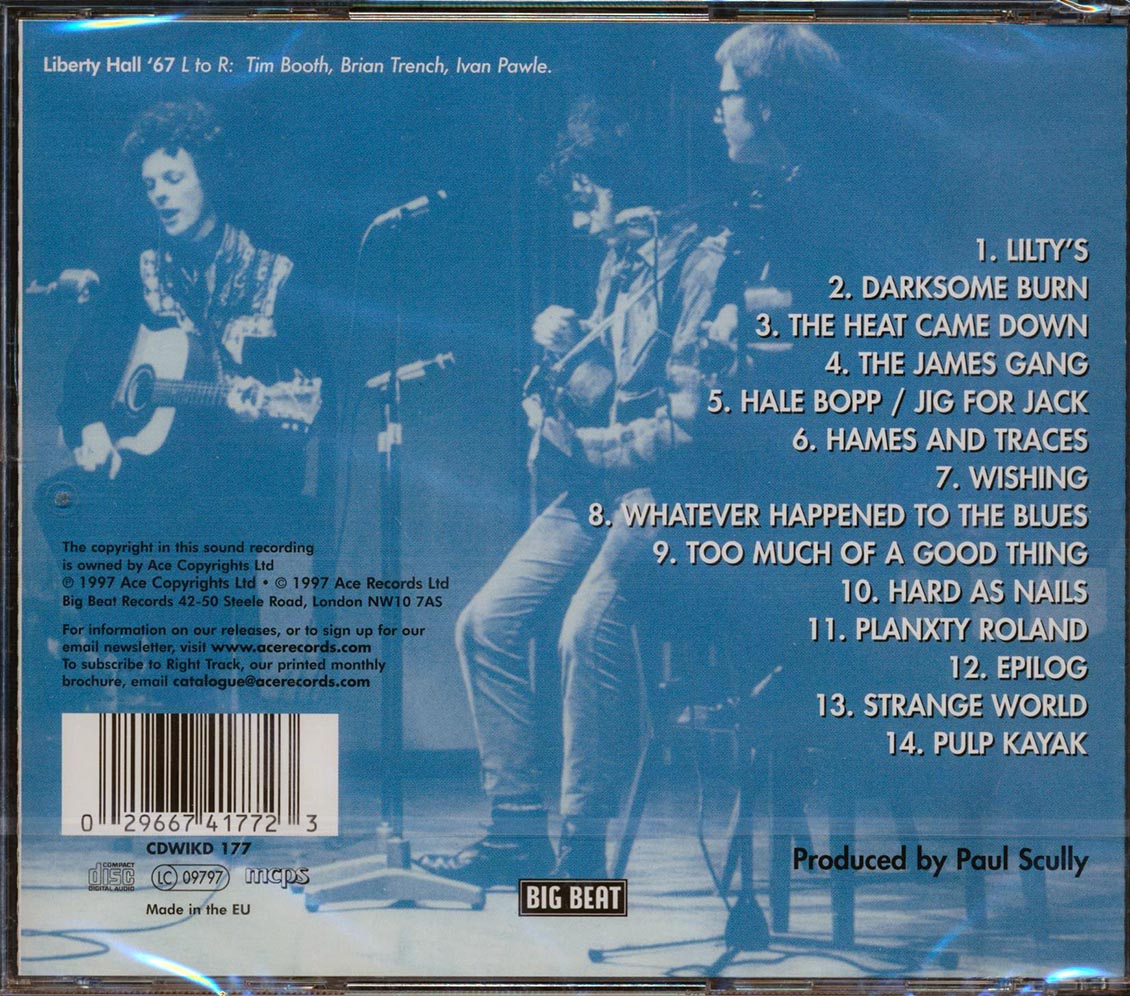 Liberty Hall '67 L to R: Tim Booth, Brian Trench, Ivan Pawle.
1. LILTY'S
2. DARKSOME BURN
3. THE HEAT CAME DOWN
4. THE JAMES GANG
5. HALE BOPP / JIG FOR JACK
6. HAMES AND TRACES
7. WISHING
8. WHATEVER HAPPENED TO THE BLUES
9. TOO MUCH OF A GOOD THING
10. HARD AS NAILS
11. PLANXTY ROLAND
12. EPILOG
13. STRANGE WORLD
14. PULP KAYAK
The copyright in this sound recording
is owned by Ace Copyrights Ltd
℗ 1997 Ace Copyrights Ltd • © 1997 Ace Records Ltd
Big Beat Records 42-50 Steele Road, London NW10 7AS
For information on our releases, or to sign up for our
email newsletter, visit www.acerecords.com
To subscribe to Right Track, our printed monthly
brochure, email catalogue@acerecords.com
0 29667 41772 3
CDWIKD 177
COMPACT
disc
DIGITAL AUDIO
LC 09797
mcps
Made in the EU
BIG BEAT
Produced by Paul Scully